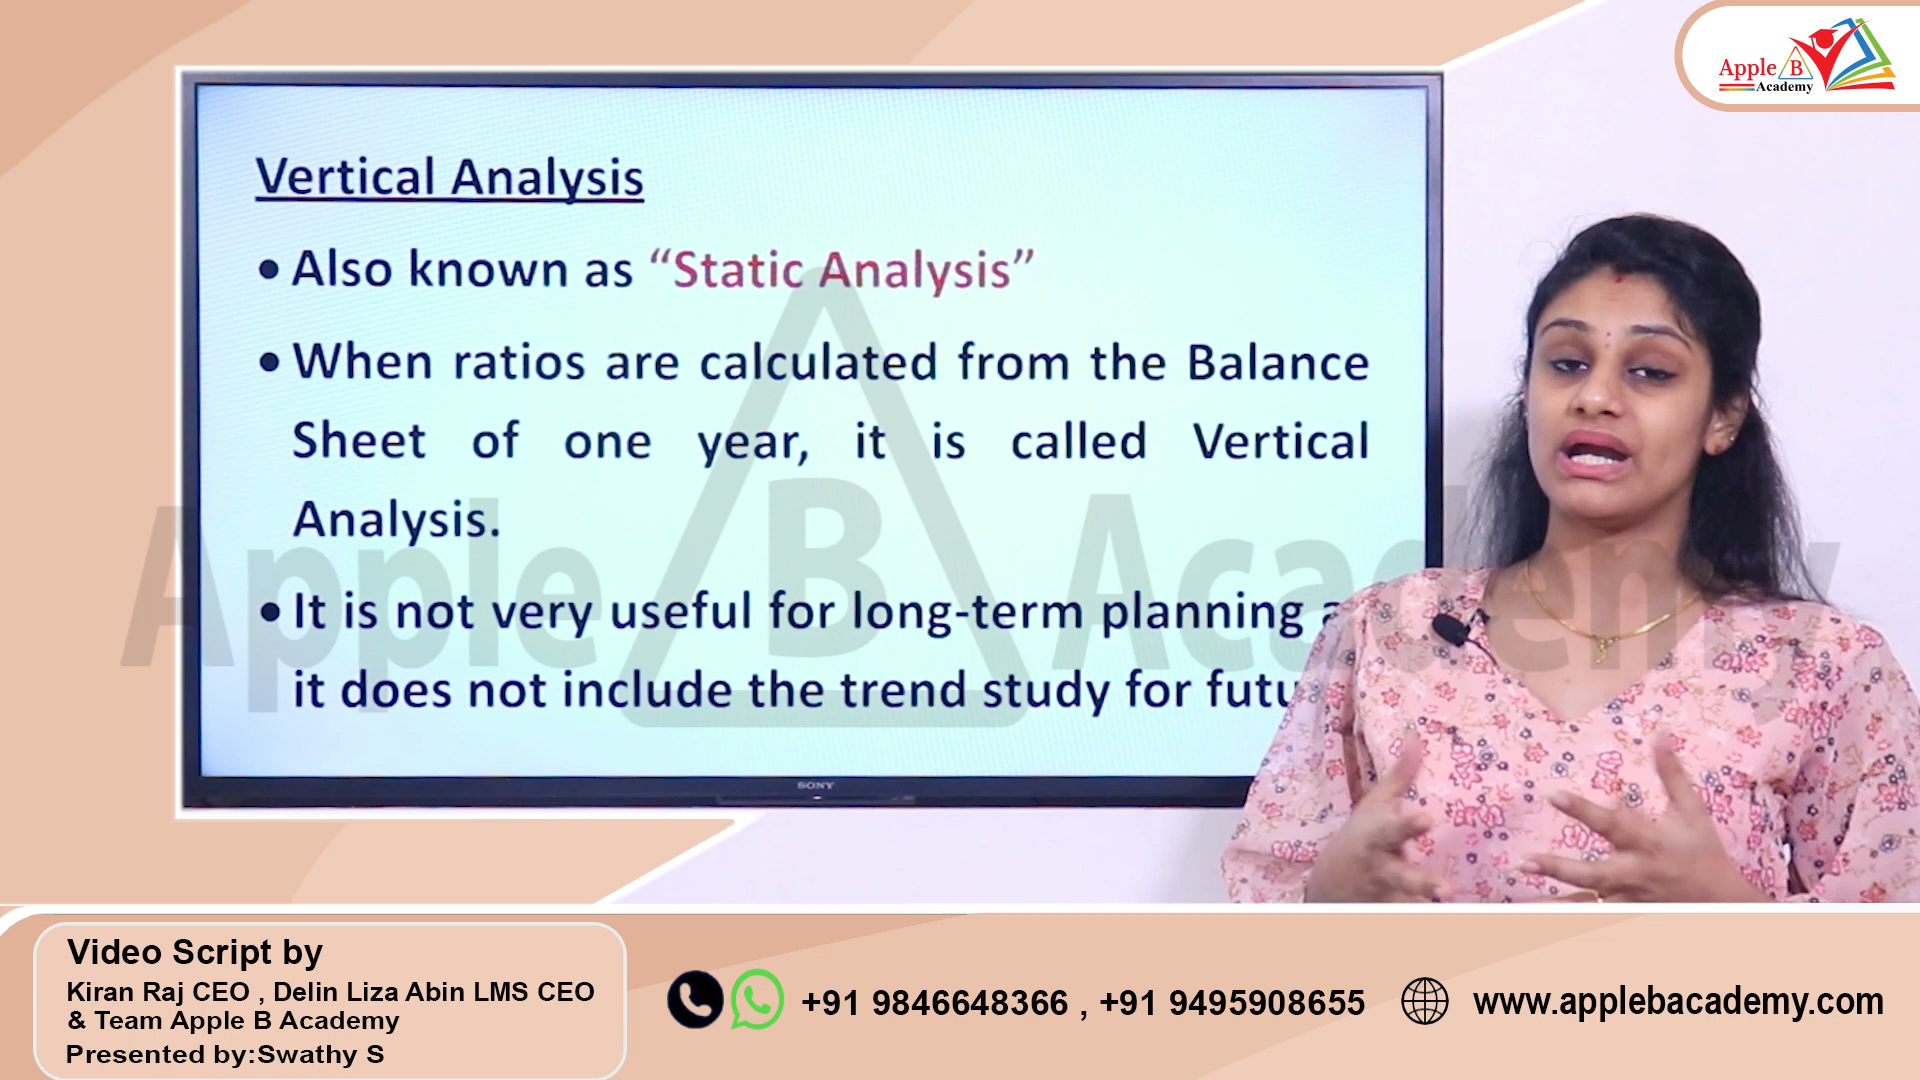 Apple B
Academy
Vertical Analysis
• Also known as “Static Analysis”
• When ratios are calculated from the Balance
Sheet of one year, it is called Vertical
Analysis.
• It is not very useful for long-term planning
it does not include the trend study for
Apple B Academy
SONY
Video Script by
Kiran Raj CEO , Delin Liza Abin LMS CEO
& Team Apple B Academy
Presented by:Swathy S
+91 9846648366 , +91 9495908655
www.applebacademy.com